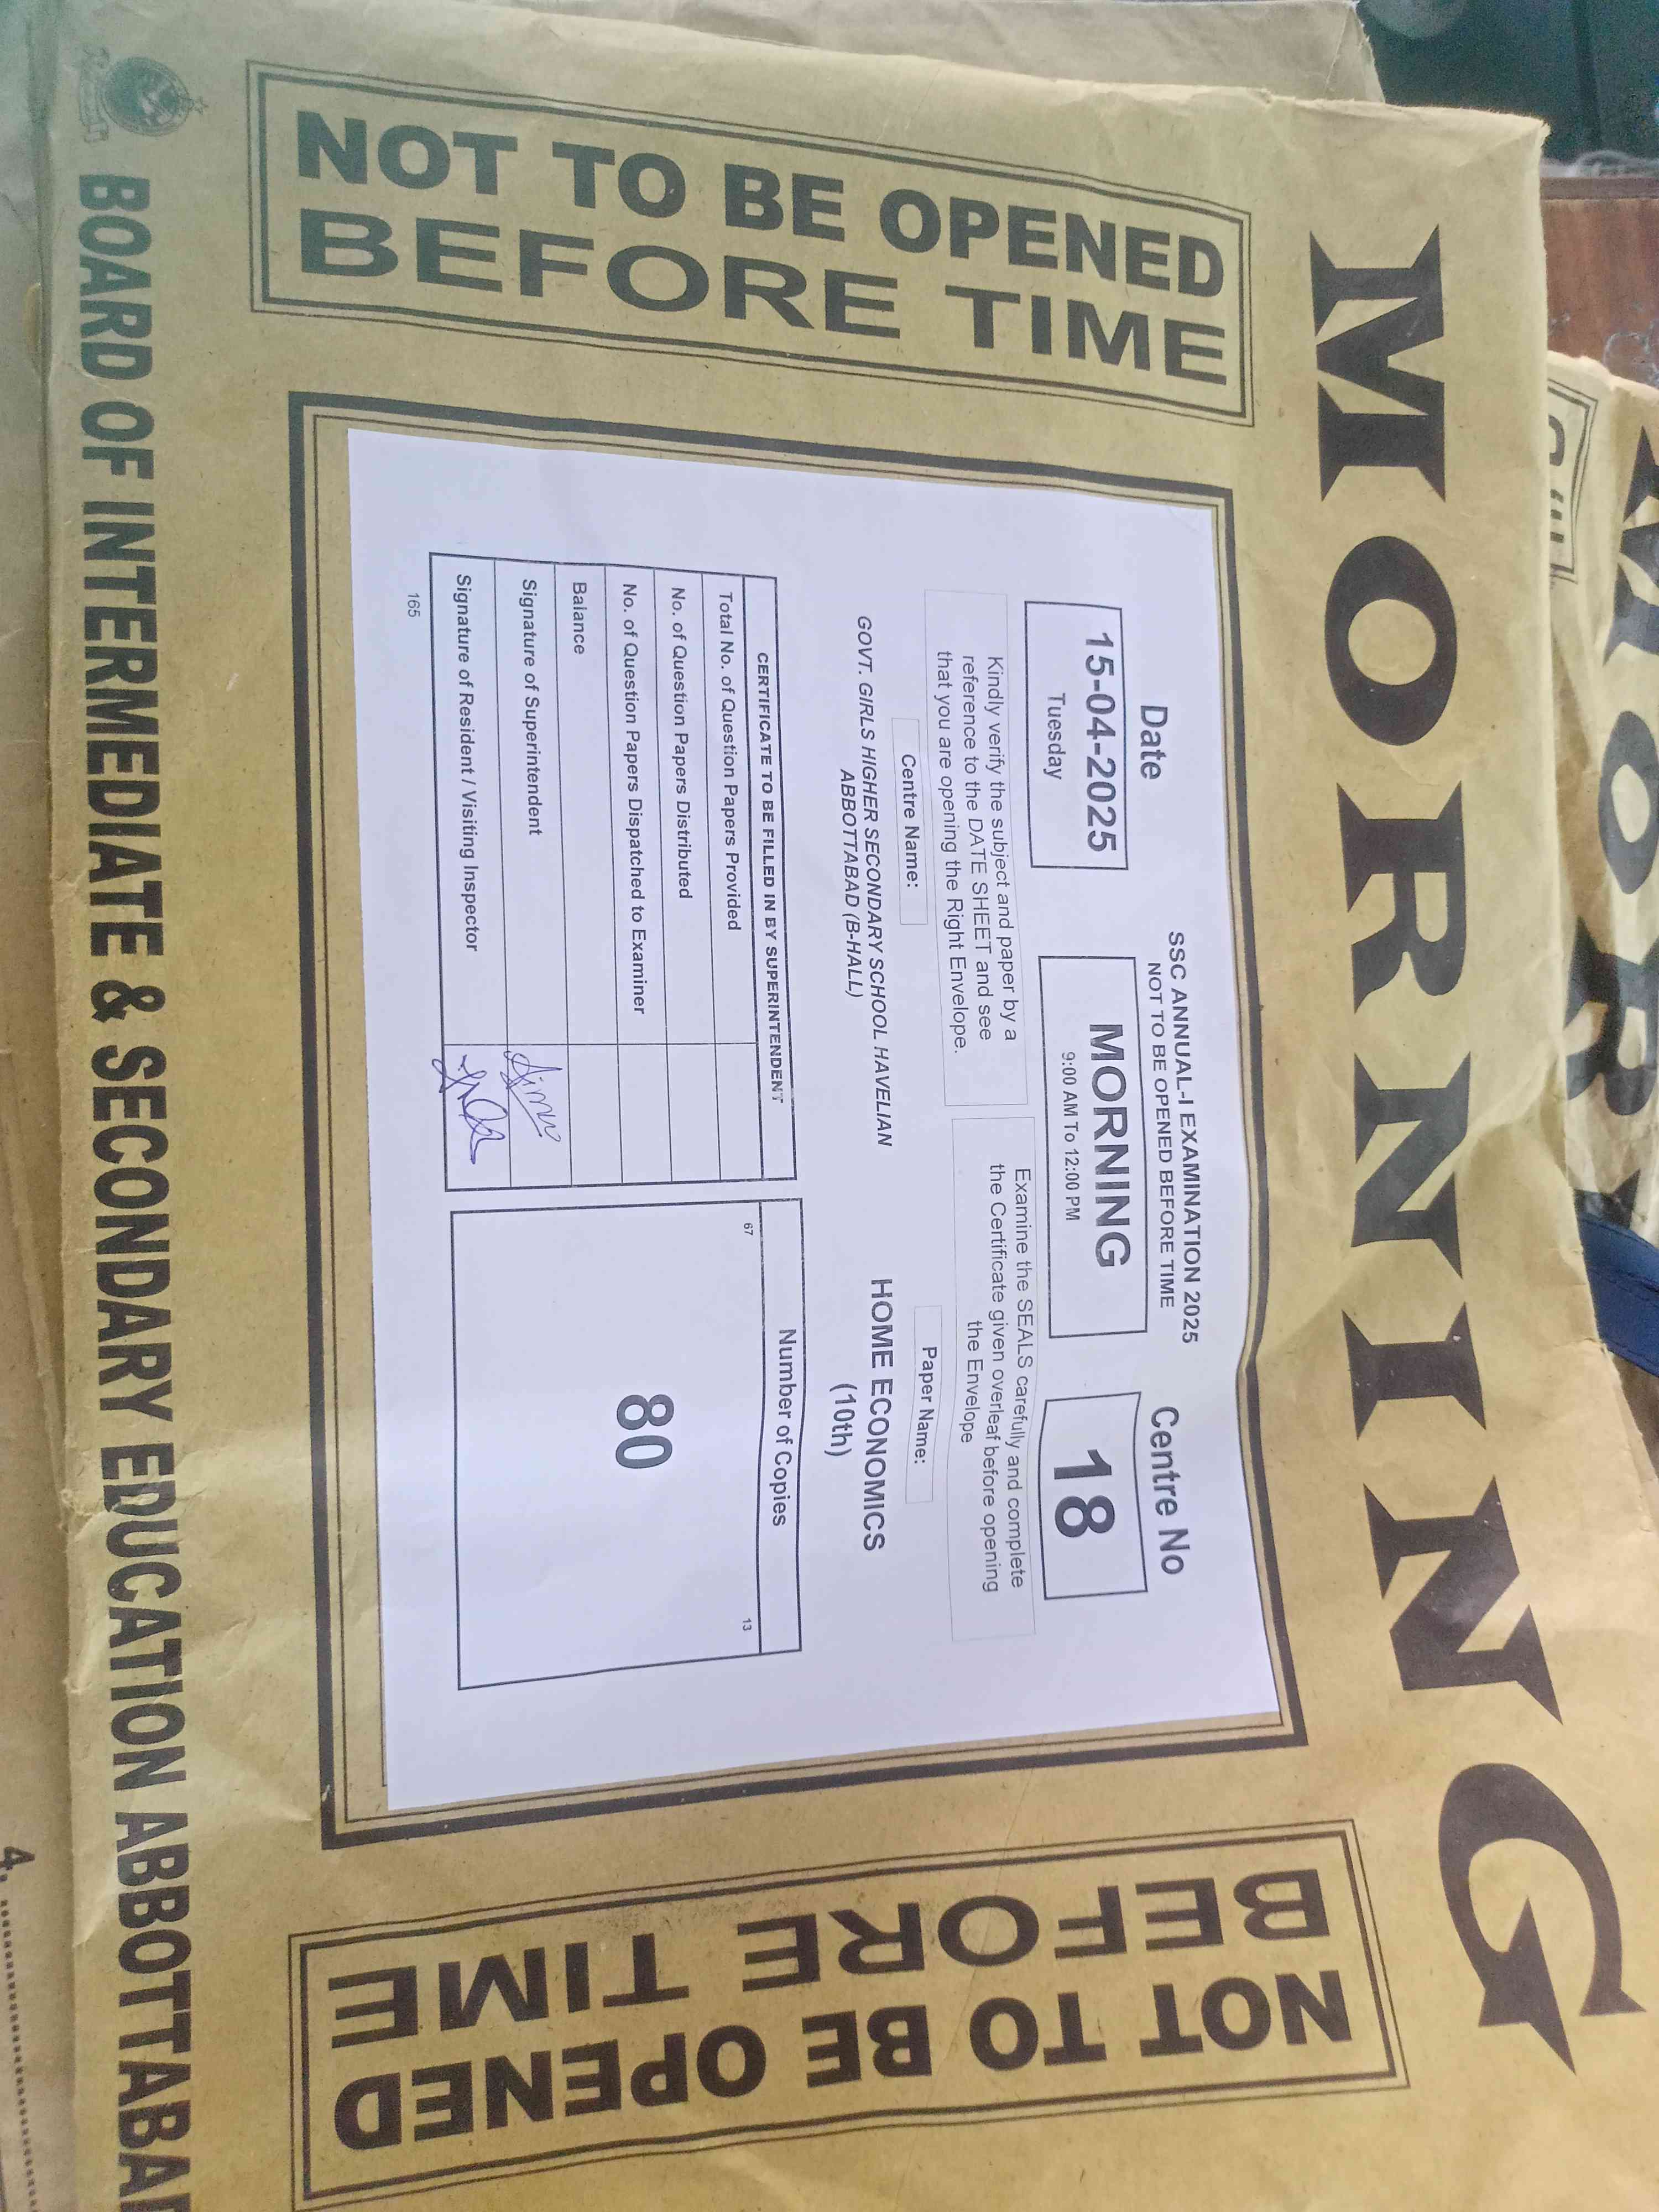 MORNING
NOT TO BE OPENED
BEFORE TIME
SSC ANNUAL-I EXAMINATION 2025
NOT TO BE OPENED BEFORE TIME
Date
15-04-2025
Tuesday
MORNING
9:00 AM To 12:00 PM
Centre No
18
Kindly verify the subject and paper by a
reference to the DATE SHEET and see
that you are opening the Right Envelope.
Examine the SEALS carefully and complete
the Certificate given overleaf before opening
the Envelope
Centre Name:
GOVT. GIRLS HIGHER SECONDARY SCHOOL HAVELIAN
ABBOTTABAD (B-HALL)
Paper Name:
HOME ECONOMICS
(10th)
CERTIFICATE TO BE FILLED IN BY SUPERINTENDENT
Total No. of Question Papers Provided
No. of Question Papers Distributed
No. of Question Papers Dispatched to Examiner
Balance
Signature of Superintendent
Signature of Resident / Visiting Inspector
165
Number of Copies
67
13
80
NOT TO BE OPENED
BEFORE TIME
BOARD OF INTERMEDIATE & SECONDARY EDUCATION ABBOTTABA
MOR
4